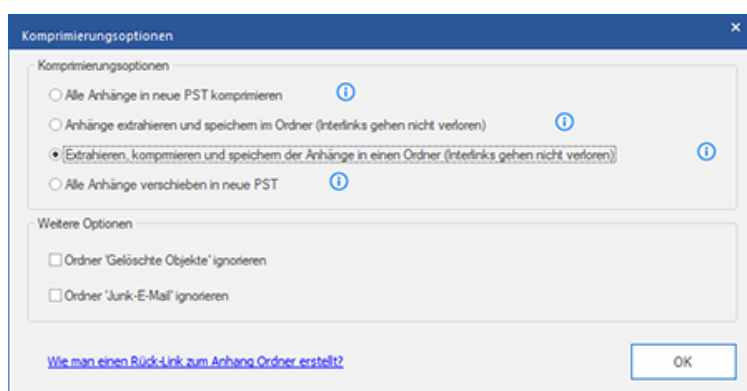 Komprimierungsoptionen
Komprimierungsoptionen
Alle Anhänge in neue PST komprimieren
Anhänge extrahieren und speichern im Ordner (Interlinks gehen nicht verloren)
Extrahieren, komprmieren und speichern der Anhänge in einen Ordner (Interlinks gehen nicht verloren)
Alle Anhänge verschieben in neue PST
Weitere Optionen
Ordner 'Gelöschte Objekte' ignorieren
Ordner 'Junk-E-Mail' ignorieren
Wie man einen Rück-Link zum Anhang Ordner erstellt?
OK